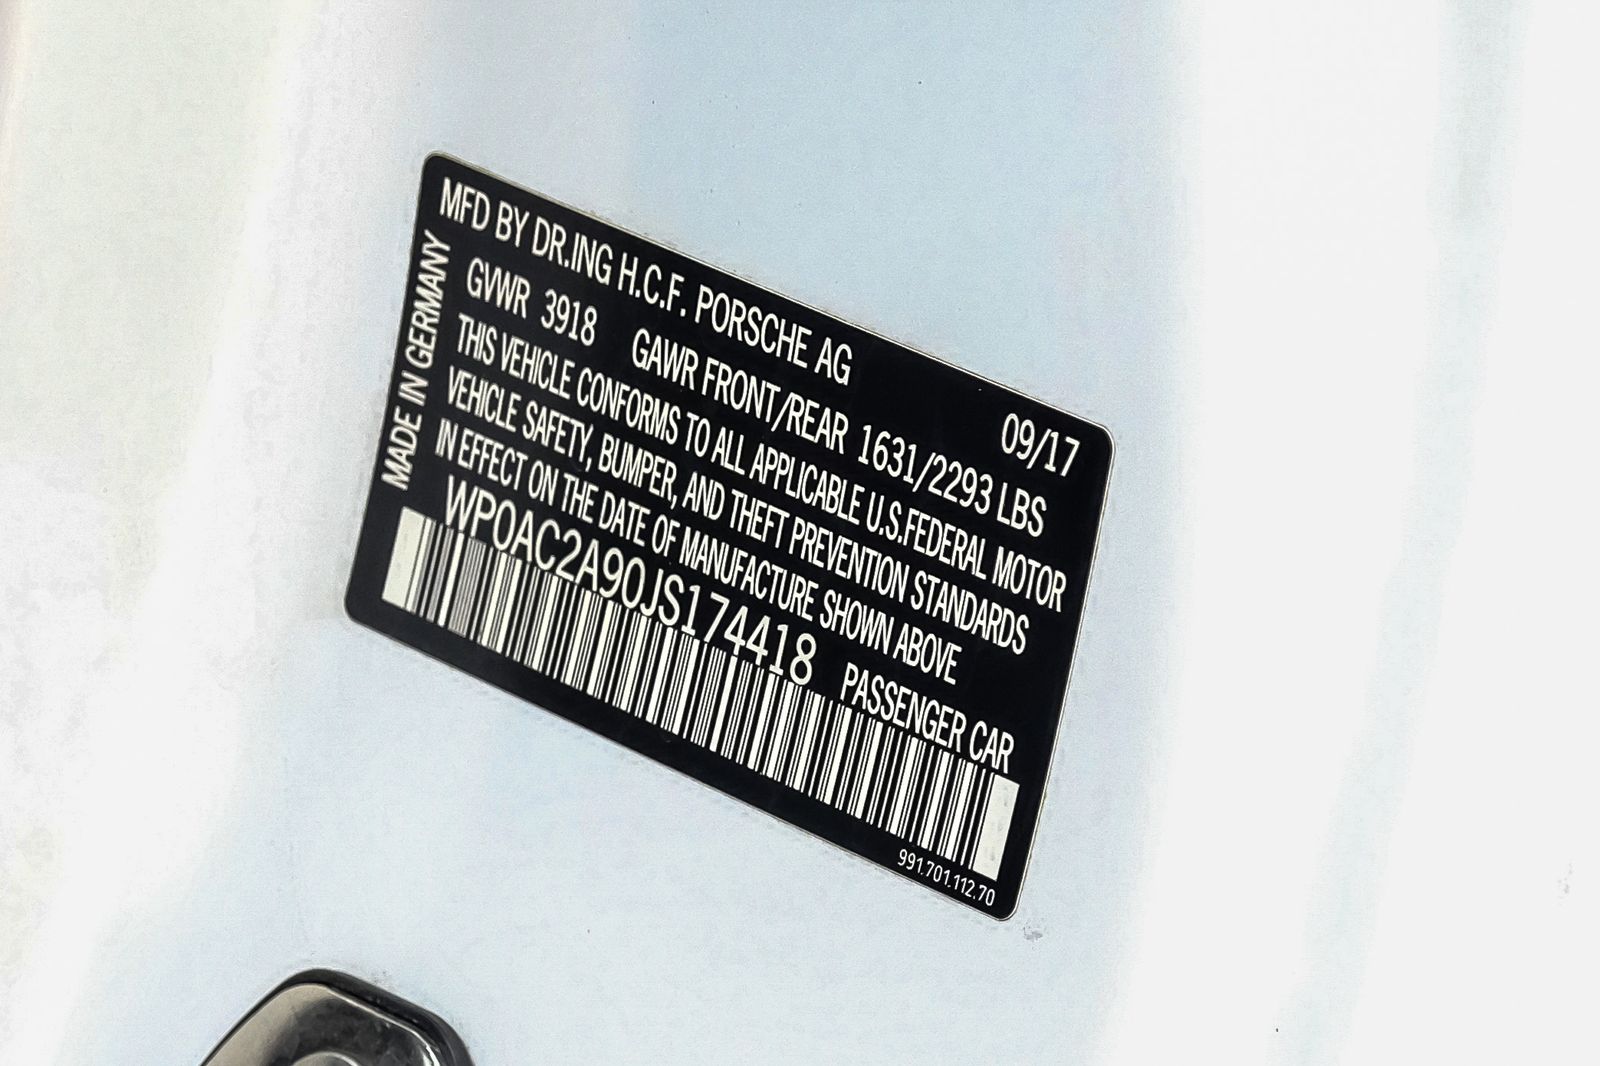 MFD BY DR.ING H.C.F. PORSCHE AG 09/17
GVWR 3918 GAWR FRONT/REAR 1631/2293 LBS
THIS VEHICLE CONFORMS TO ALL APPLICABLE U.S.FEDERAL MOTOR
VEHICLE SAFETY, BUMPER, AND THEFT PREVENTION STANDARDS
IN EFFECT ON THE DATE OF MANUFACTURE SHOWN ABOVE
WP0AC2A90JS174418 PASSENGER CAR
991.701.112.70
MADE IN GERMANY